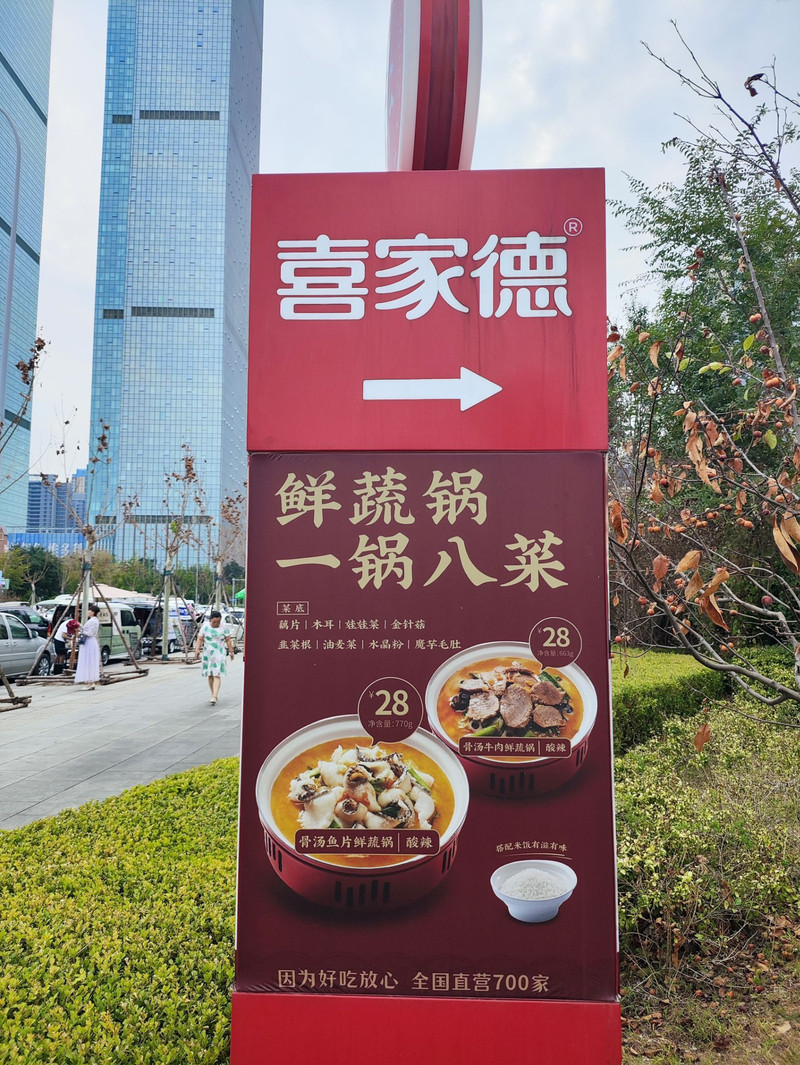 喜家德®
鲜蔬锅
一锅八菜
菜底
藕片|木耳|娃娃菜|金针菇
韭菜根|油麦菜|水晶粉|魔芋毛肚
¥28
净含量:663g
骨汤牛肉鲜蔬锅|酸辣
¥28
净含量:770g
骨汤鱼片鲜蔬锅|酸辣
搭配米饭有滋有味
因为好吃放心 全国直营700家